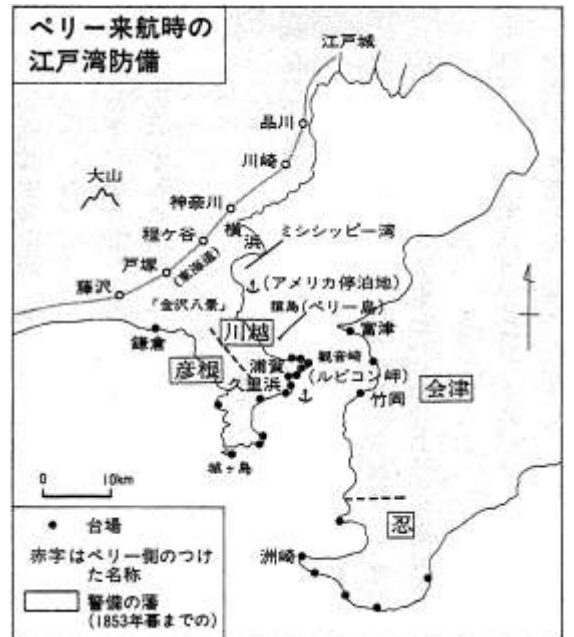 ペリー来航時の
江戸湾防備
江戸城
品川
川崎
大山
神奈川
横浜
ミシシッピー湾
程ケ谷
戸塚
(東海道)
(アメリカ停泊地)
藤沢
「金沢八景」
猿島(ペリー島)
川越
富津
鎌倉
浦賀
観音崎
(ルビコン岬)
彦根
久里浜
会津
竹岡
城ヶ島
0 10km
忍
洲崎
台場
赤字はペリー側のつけ
た名称
警備の藩
(1853年暮までの)